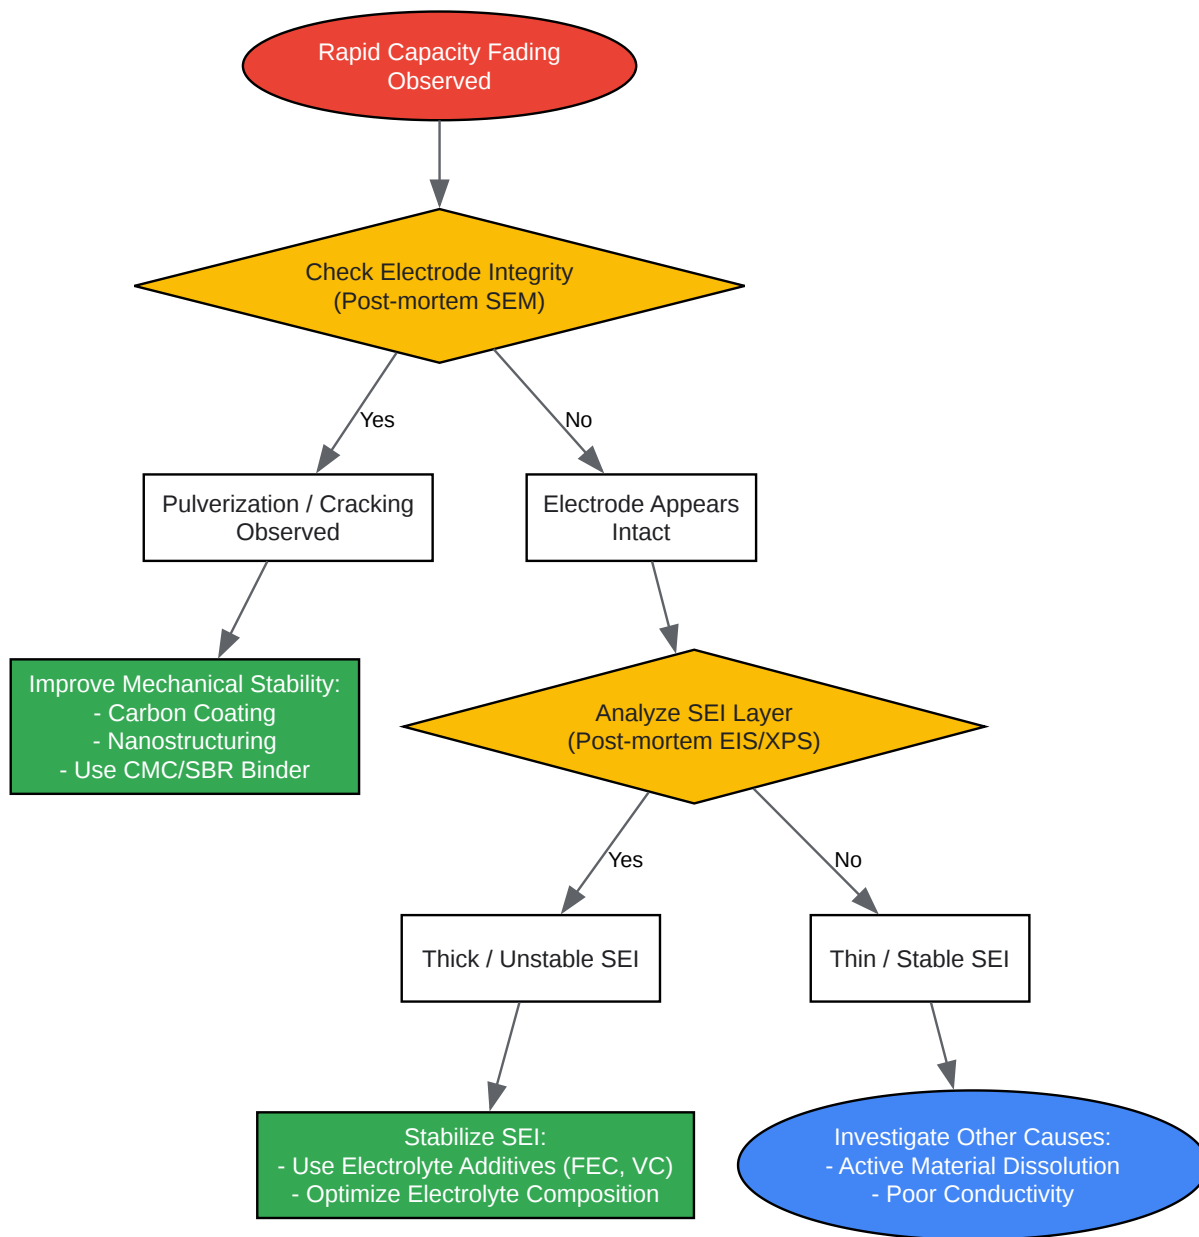 Rapid Capacity Fading
Observed
Check Electrode Integrity
(Post-mortem SEM)
Yes
No
Pulverization / Cracking
Observed
Electrode Appears
Intact
Improve Mechanical Stability:
- Carbon Coating
- Nanostructuring
- Use CMC/SBR Binder
Analyze SEI Layer
(Post-mortem EIS/XPS)
Yes
No
Thick / Unstable SEI
Thin / Stable SEI
Stabilize SEI:
- Use Electrolyte Additives (FEC, VC)
- Optimize Electrolyte Composition
Investigate Other Causes:
- Active Material Dissolution
- Poor Conductivity